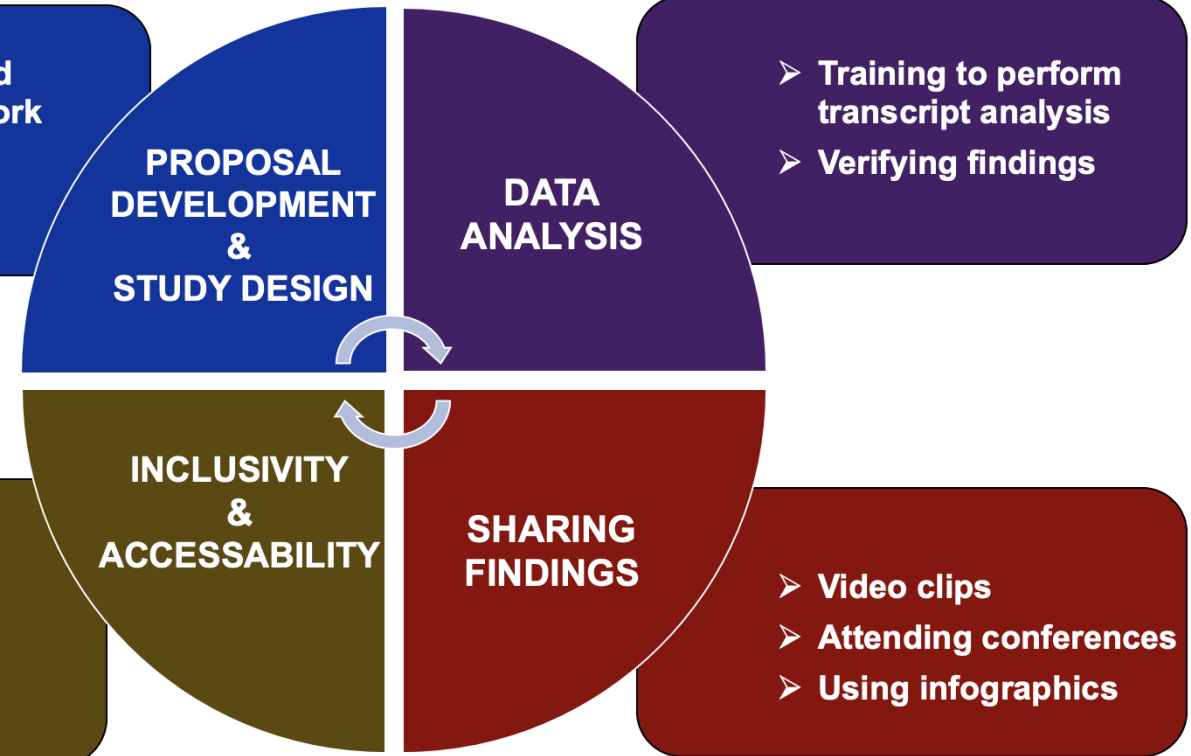 PROPOSAL
DEVELOPMENT
&
STUDY DESIGN
DATA
ANALYSIS
➢ Training to perform
transcript analysis
➢ Verifying findings
INCLUSIVITY
&
ACCESSABILITY
SHARING
FINDINGS
➢ Video clips
➢ Attending conferences
➢ Using infographics